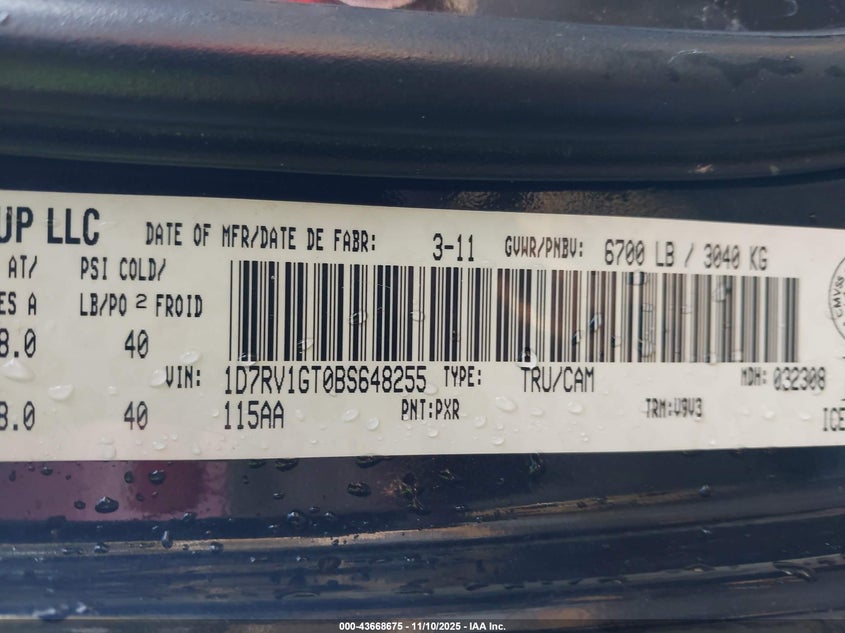 UP LLC DATE OF MFR/DATE DE FABR: 3-11 GVWR/PNBV: 6700 LB / 3040 KG
AT/ PSI COLD/
ES A LB/PO 2 FROID
8.0 40
VIN: 1D7RV1GT0BS648255 TYPE: TRU/CAM MDH: 032308
8.0 40 115AA PNT:PXR TRM:V9V3 ICE
CMVSS
000-43668675 - 11/10/2025 - IAA Inc.